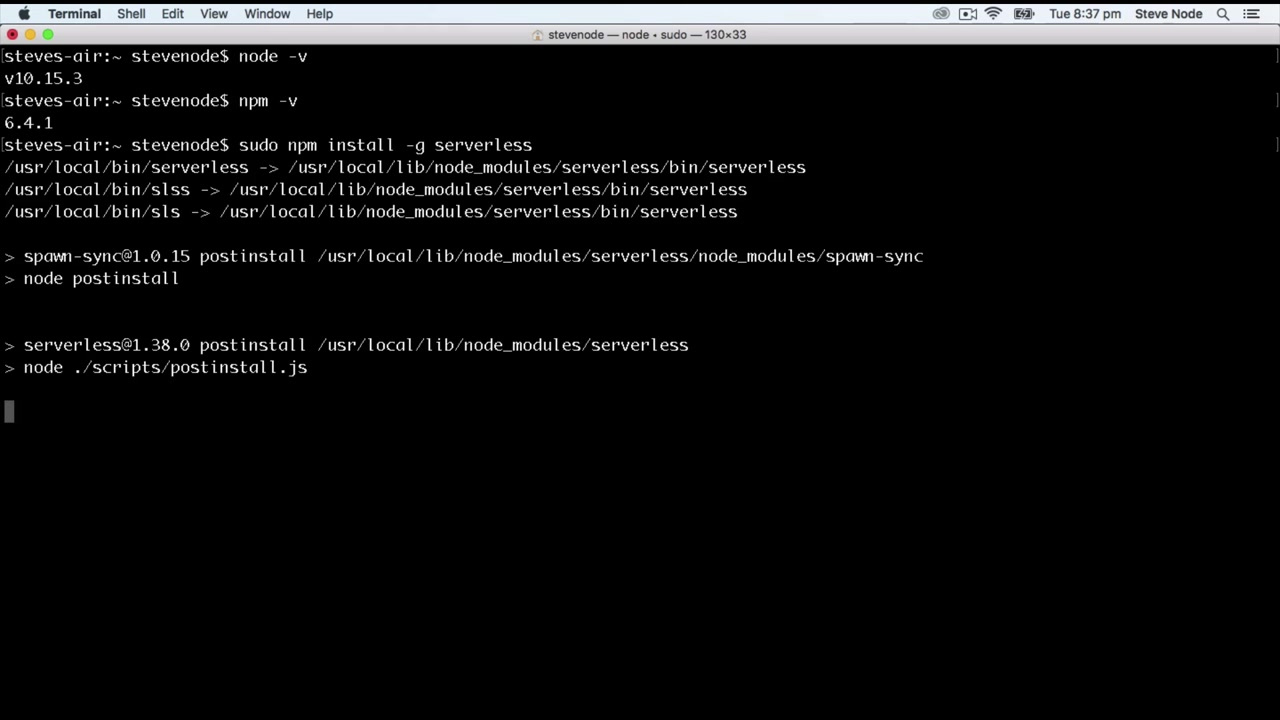 Terminal Shell Edit View Window Help Tue 8:37 pm Steve Node
stevenode — node • sudo — 130×33
[steves-air:~ stevenode$ node -v ]
v10.15.3
[steves-air:~ stevenode$ npm -v ]
6.4.1
[steves-air:~ stevenode$ sudo npm install -g serverless ]
/usr/local/bin/serverless -> /usr/local/lib/node_modules/serverless/bin/serverless
/usr/local/bin/slss -> /usr/local/lib/node_modules/serverless/bin/serverless
/usr/local/bin/sls -> /usr/local/lib/node_modules/serverless/bin/serverless
> spawn-sync@1.0.15 postinstall /usr/local/lib/node_modules/serverless/node_modules/spawn-sync
> node postinstall
> serverless@1.38.0 postinstall /usr/local/lib/node_modules/serverless
> node ./scripts/postinstall.js